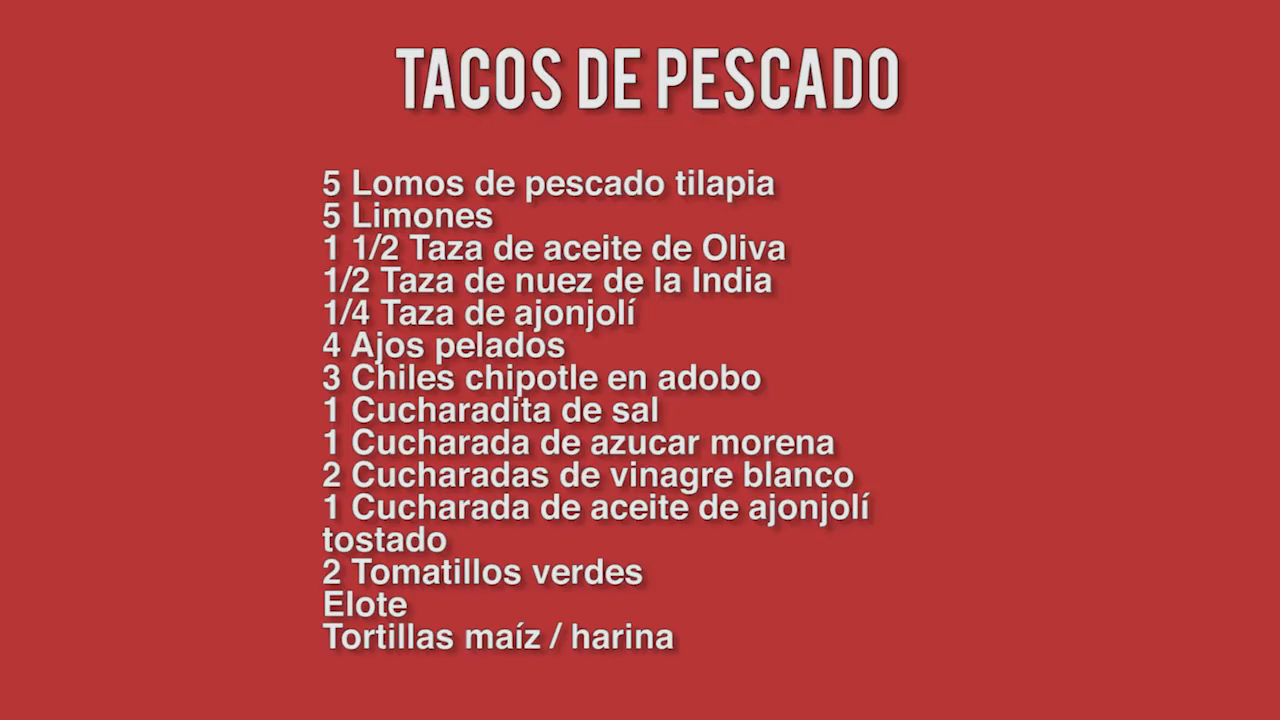 TACOS DE PESCADO
5 Lomos de pescado tilapia
5 Limones
1 1/2 Taza de aceite de Oliva
1/2 Taza de nuez de la India
1/4 Taza de ajonjolí
4 Ajos pelados
3 Chiles chipotle en adobo
1 Cucharadita de sal
1 Cucharada de azucar morena
2 Cucharadas de vinagre blanco
1 Cucharada de aceite de ajonjolí
tostado
2 Tomatillos verdes
Elote
Tortillas maíz / harina